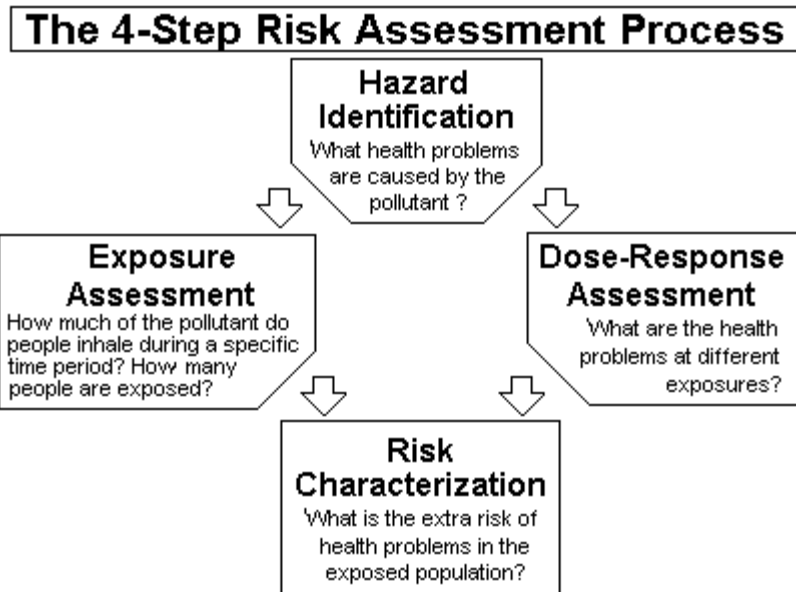 The 4-Step Risk Assessment Process
Hazard
Identification
What health problems
are caused by the
pollutant ?
Exposure
Assessment
How much of the pollutant do
people inhale during a specific
time period? How many
people are exposed?
Dose-Response
Assessment
What are the health
problems at different
exposures?
Risk
Characterization
What is the extra risk of
health problems in the
exposed population?